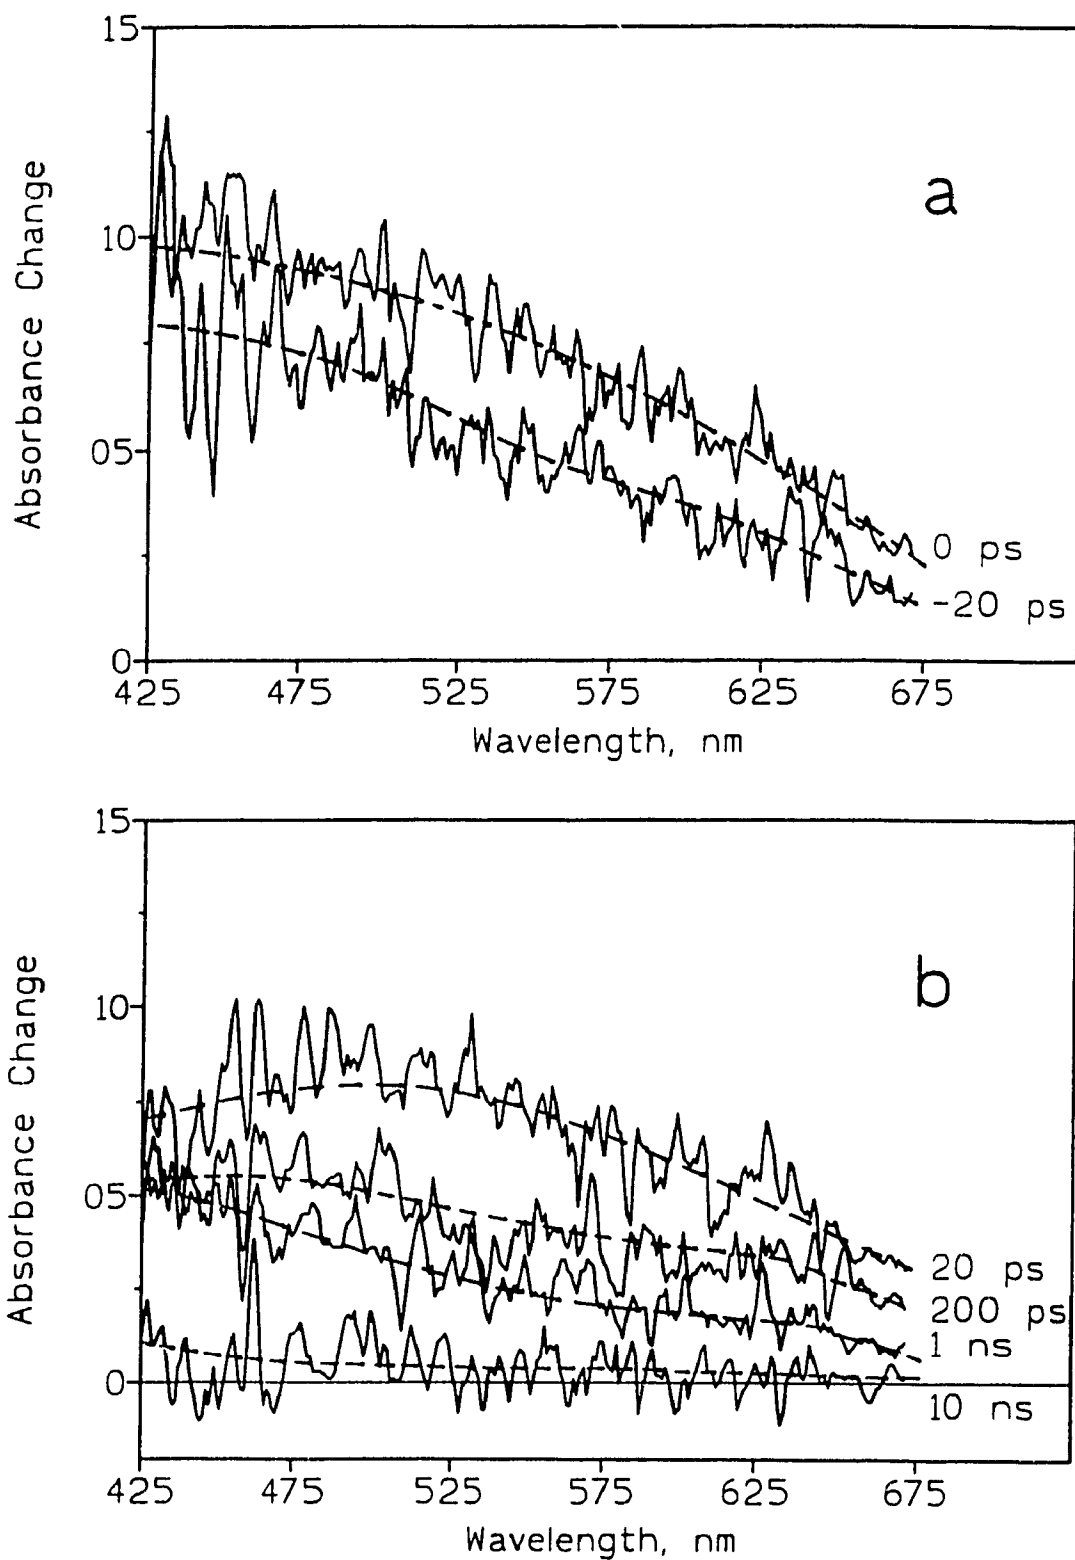 15
10
05
0
Absorbance Change
a
0 ps
-20 ps
425 475 525 575 625 675
Wavelength, nm
15
10
05
0
Absorbance Change
b
20 ps
200 ps
1 ns
10 ns
425 475 525 575 625 675
Wavelength, nm